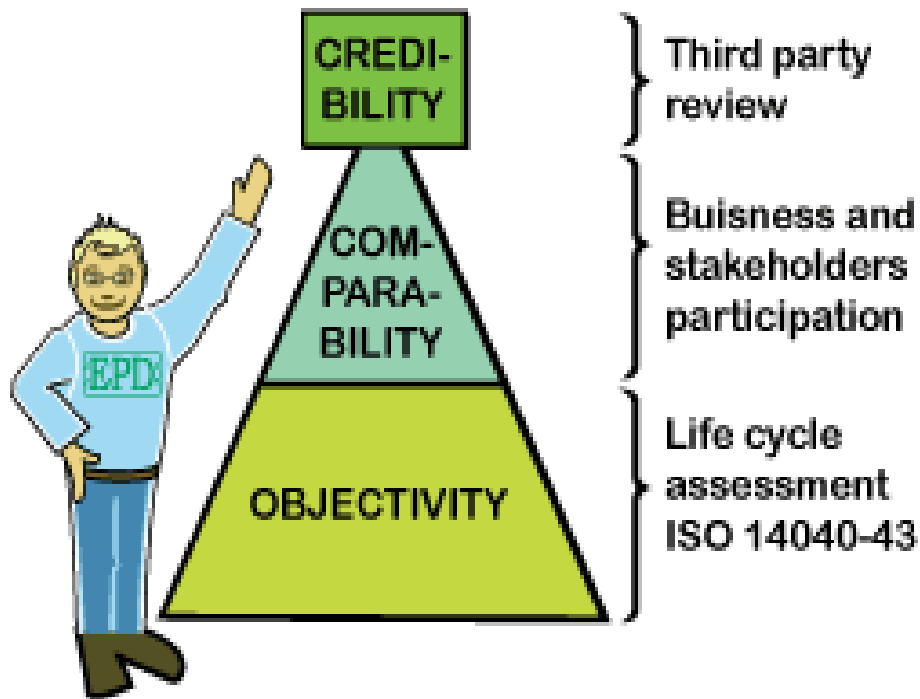 CREDI-
BILITY
Third party
review
COM-
PARA-
BILITY
Buisness and
stakeholders
participation
EPD
OBJECTIVITY
Life cycle
assessment
ISO 14040-43